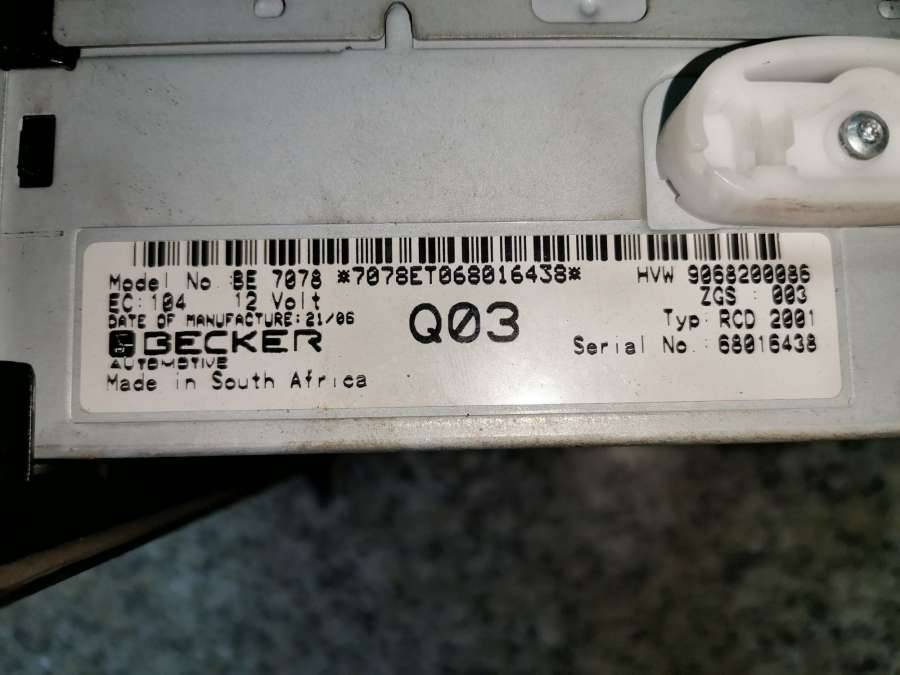 Model No: BE 7078 *7078ET068016438* HVW 9068200086
EC: 104 12 Volt ZGS : 003
DATE OF MANUFACTURE: 21/06 Q03 Typ: RCD 2001
BECKER Serial No.: 68016438
AUTOMOTIVE
Made in South Africa